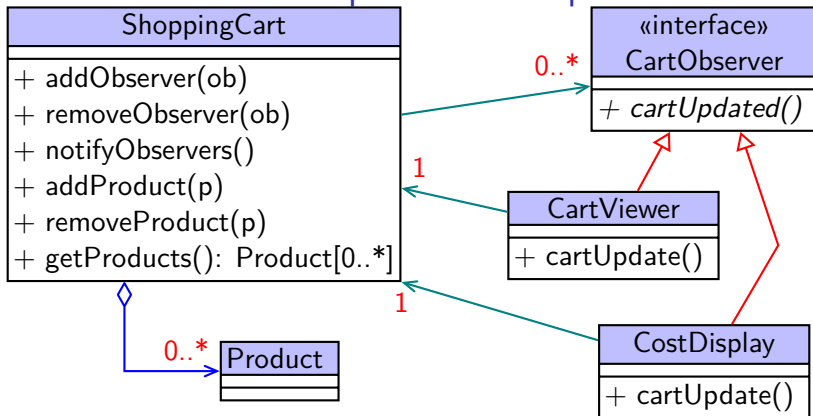 ShoppingCart
+ addObserver(ob)
+ removeObserver(ob)
+ notifyObservers()
+ addProduct(p)
+ removeProduct(p)
+ getProducts(): Product[0..*]
0..*
«interface»
CartObserver
+ cartUpdated()
1
CartViewer
+ cartUpdate()
1
CostDisplay
+ cartUpdate()
0..*
Product